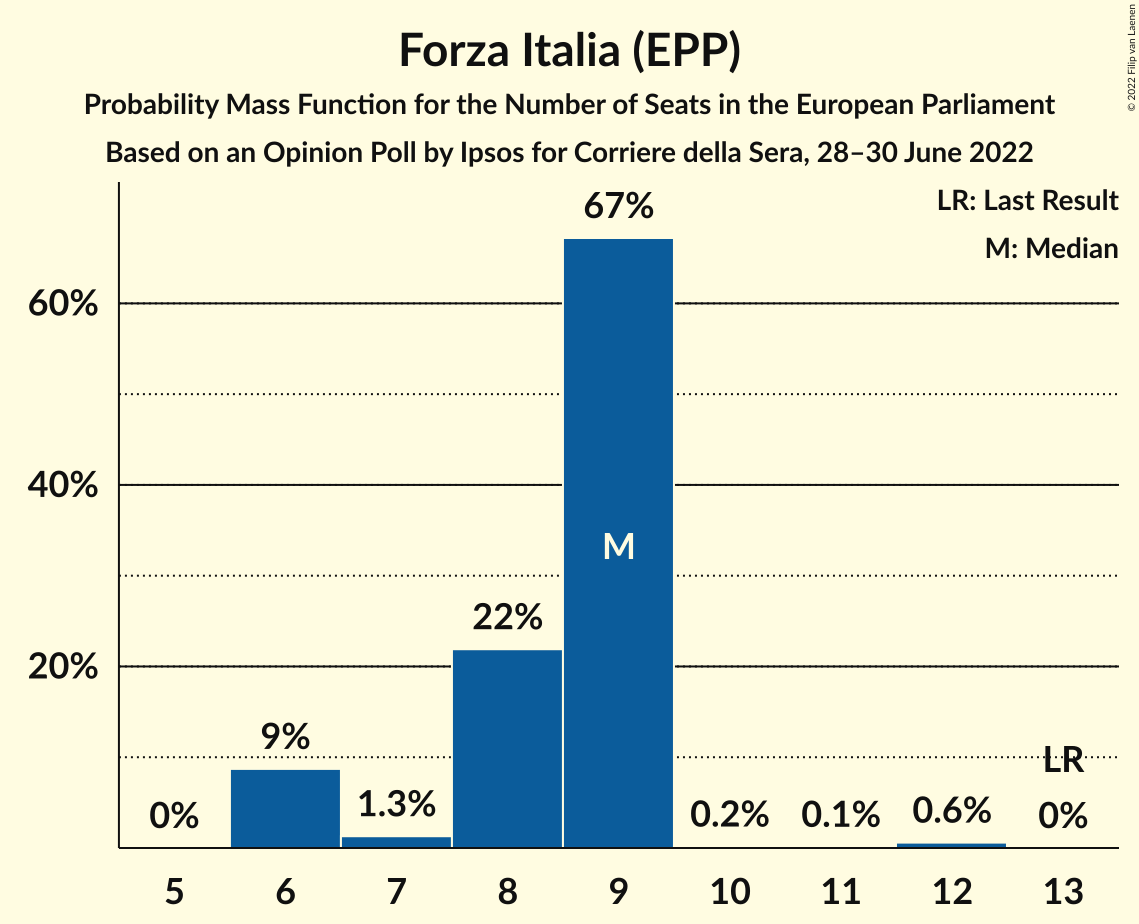 Forza Italia (EPP)
Probability Mass Function for the Number of Seats in the European Parliament
Based on an Opinion Poll by Ipsos for Corriere della Sera, 28–30 June 2022
© 2022 Filip van Laenen
LR: Last Result
M: Median
67%
60%
40%
M
22%
20%
9%
LR
0%
1.3%
0.2%
0.1%
0.6%
0%
5 6 7 8 9 10 11 12 13